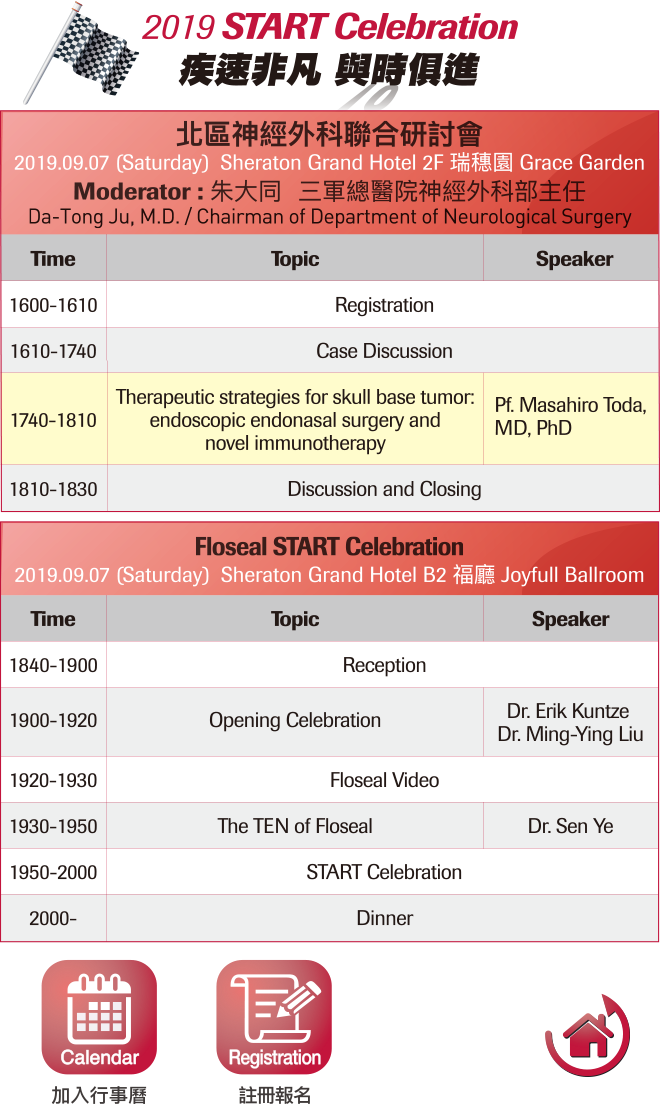 2019 START Celebration
疾速非凡 與時俱進
北區神經外科聯合研討會
2019.09.07 (Saturday) Sheraton Grand Hotel 2F 瑞穗園 Grace Garden
Moderator : 朱大同 三軍總醫院神經外科部主任
Da-Tong Ju, M.D. / Chairman of Department of Neurological Surgery
Time Topic Speaker
1600-1610 Registration
1610-1740 Case Discussion
Therapeutic strategies for skull base tumor:
1740-1810 endoscopic endonasal surgery and
novel immunotherapy
Pf. Masahiro Toda,
MD, PhD
1810-1830 Discussion and Closing
Floseal START Celebration
2019.09.07 (Saturday) Sheraton Grand Hotel B2 福廳 Joyfull Ballroom
Time Topic Speaker
1840-1900 Reception
1900-1920 Opening Celebration
Dr. Erik Kuntze
Dr. Ming-Ying Liu
1920-1930 Floseal Video
1930-1950 The TEN of Floseal Dr. Sen Ye
1950-2000 START Celebration
2000- Dinner
Calendar Registration
加入行事曆 註冊報名